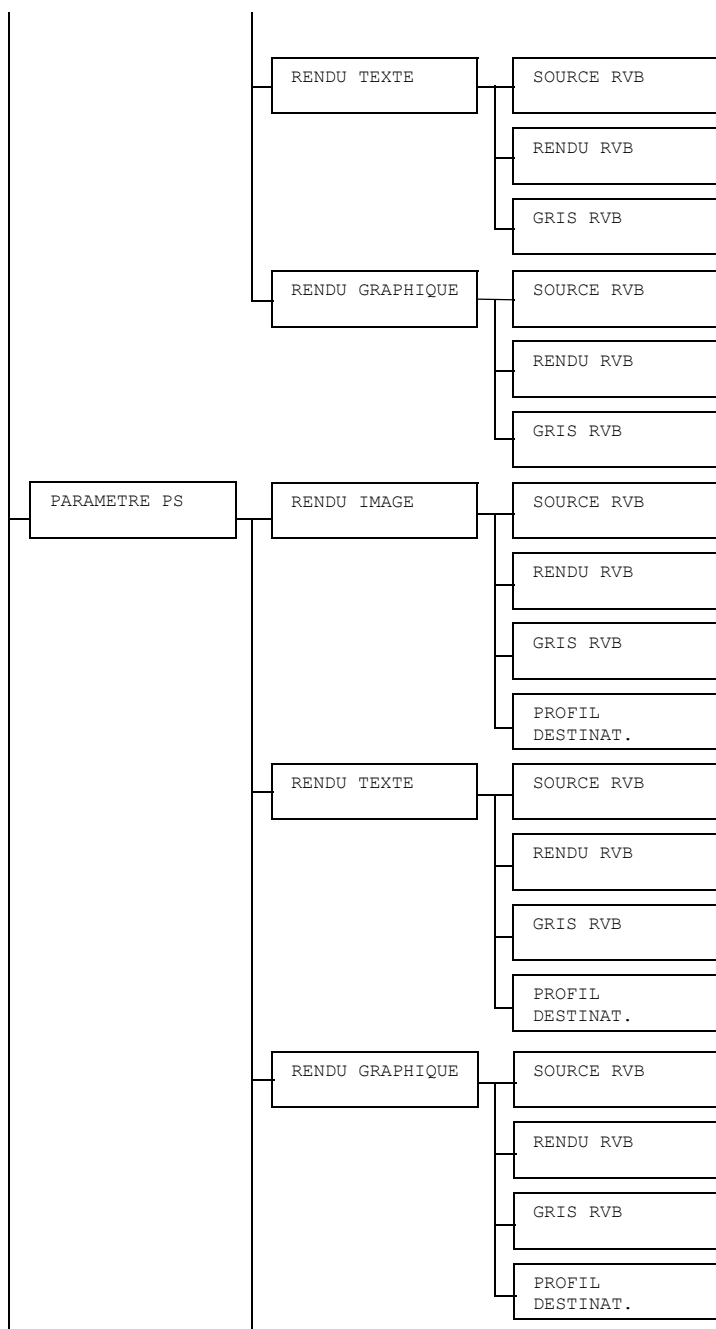 RENDU TEXTE
SOURCE RVB
RENDU RVB
GRIS RVB
RENDU GRAPHIQUE
SOURCE RVB
RENDU RVB
GRIS RVB
PARAMETRE PS
RENDU IMAGE
SOURCE RVB
RENDU RVB
GRIS RVB
PROFIL
DESTINAT.
RENDU TEXTE
SOURCE RVB
RENDU RVB
GRIS RVB
PROFIL
DESTINAT.
RENDU GRAPHIQUE
SOURCE RVB
RENDU RVB
GRIS RVB
PROFIL
DESTINAT.